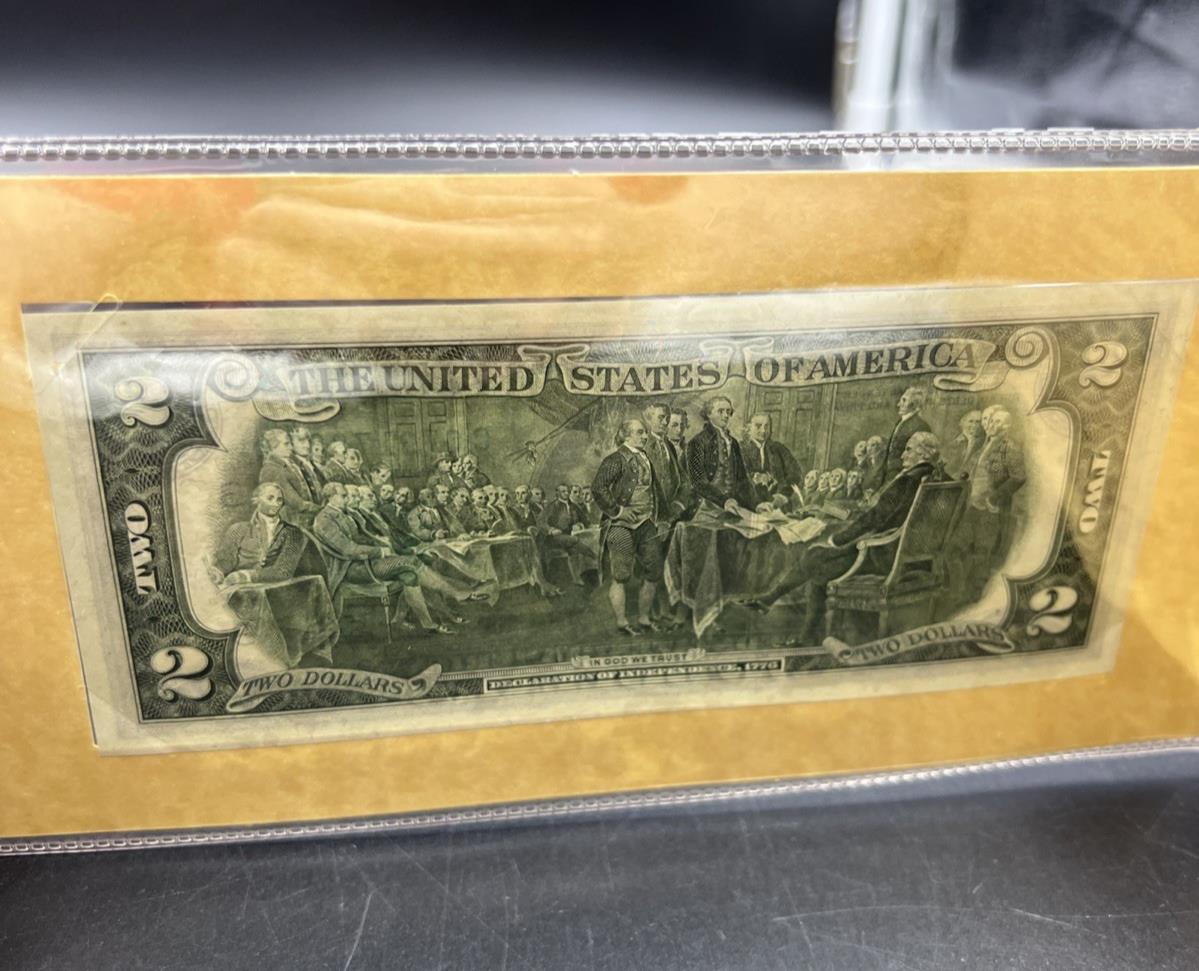 2 THE UNITED STATES OF AMERICA 2
TWO TWO
IN GOD WE TRUST
2 TWO DOLLARS DECLARATION OF INDEPENDENCE, 1776 TWO DOLLARS 2